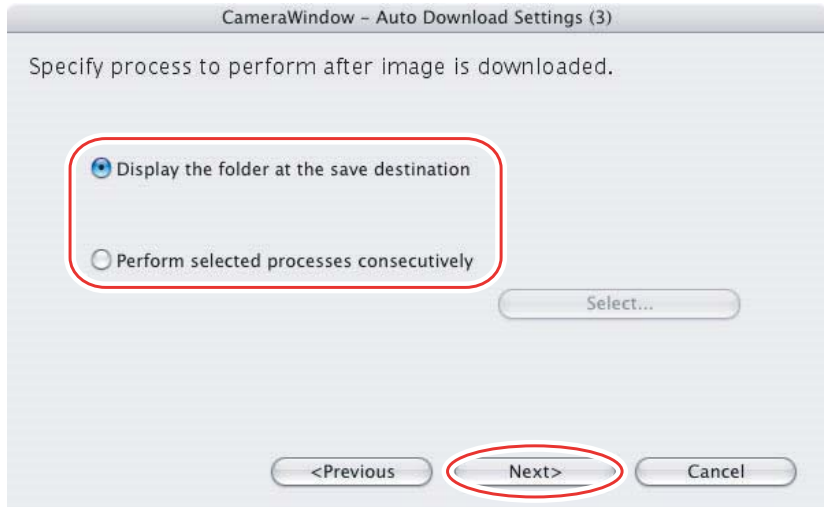 CameraWindow – Auto Download Settings (3)
Specify process to perform after image is downloaded.
Display the folder at the save destination
Perform selected processes consecutively
Select...
<Previous
Next>
Cancel